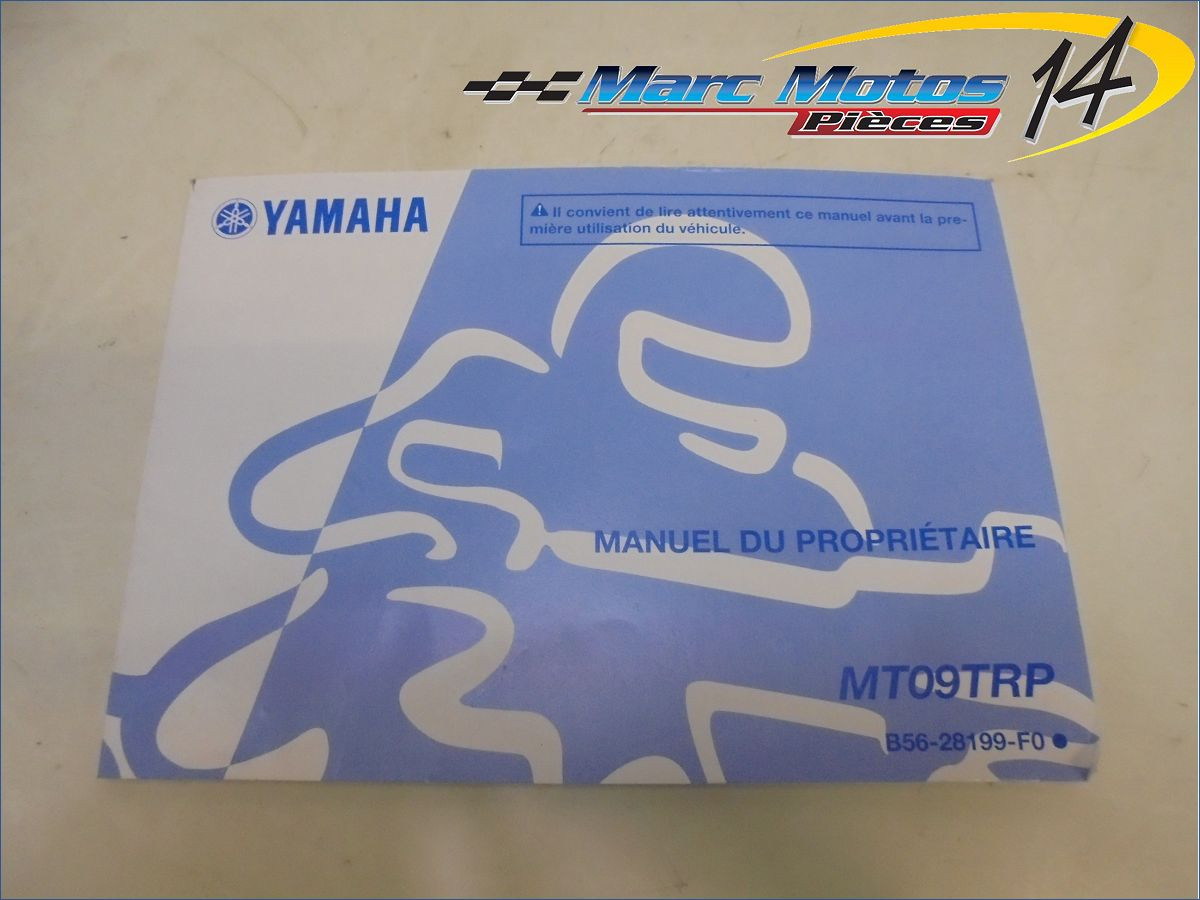 Marc Motos 14
Pièces
YAMAHA
Il convient de lire attentivement ce manuel avant la pre-
mière utilisation du véhicule.
MANUEL DU PROPRIÉTAIRE
MT09TRP
B56-28199-F0